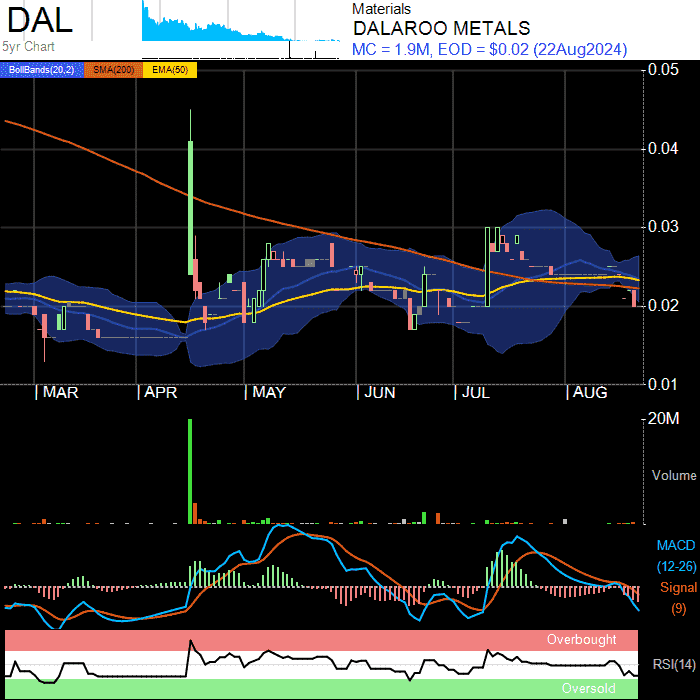 DAL
5yr Chart
Materials
DALAROO METALS
MC = 1.9M, EOD = $0.02 (22Aug2024)
BollBands(20,2) SMA(200) EMA(50)
0.05
0.04
0.03
0.02
0.01
MAR APR MAY JUN JUL AUG
20M
Volume
MACD
(12-26)
Signal
(9)
Overbought
RSI(14)
Oversold